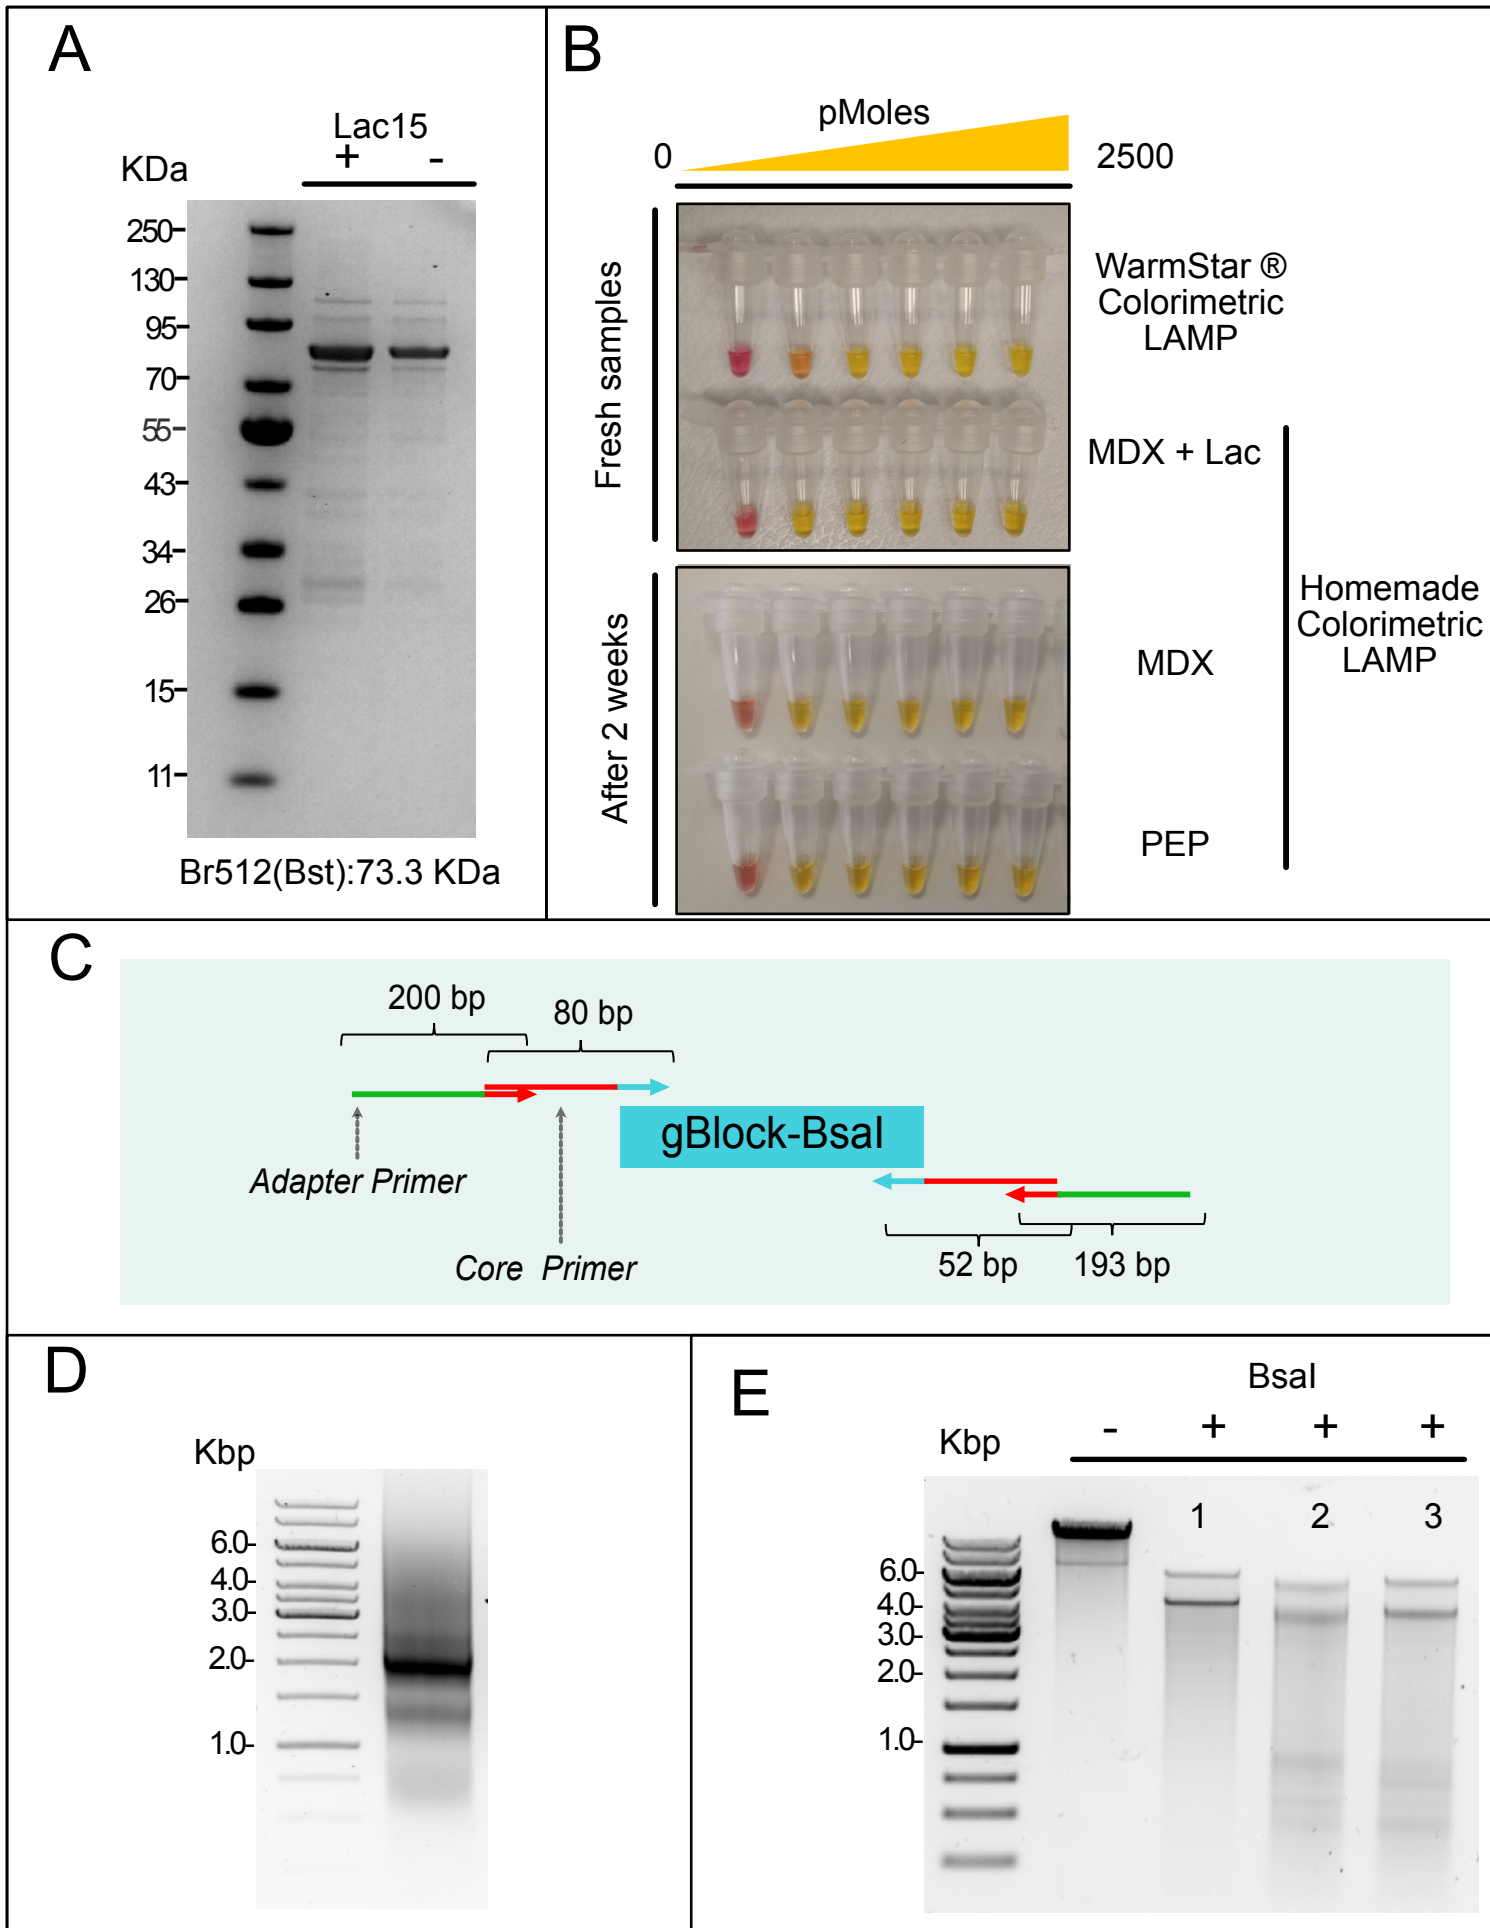 A
Lac15
KDa
+ -
250-
130-
95-
70-
55-
43-
34-
26-
15-
11-
Br512(Bst):73.3 KDa
B
pMoles
0
2500
Fresh samples
After 2 weeks
WarmStar ®
Colorimetric
LAMP
MDX + Lac
MDX
PEP
Homemade
Colorimetric
LAMP
C
200 bp
80 bp
gBlock-BsaI
Adapter Primer
Core Primer
52 bp
193 bp
D
Kbp
6.0-
4.0-
3.0-
2.0-
1.0-
E
BsaI
Kbp
- + + +
1 2 3
6.0-
4.0-
3.0-
2.0-
1.0-